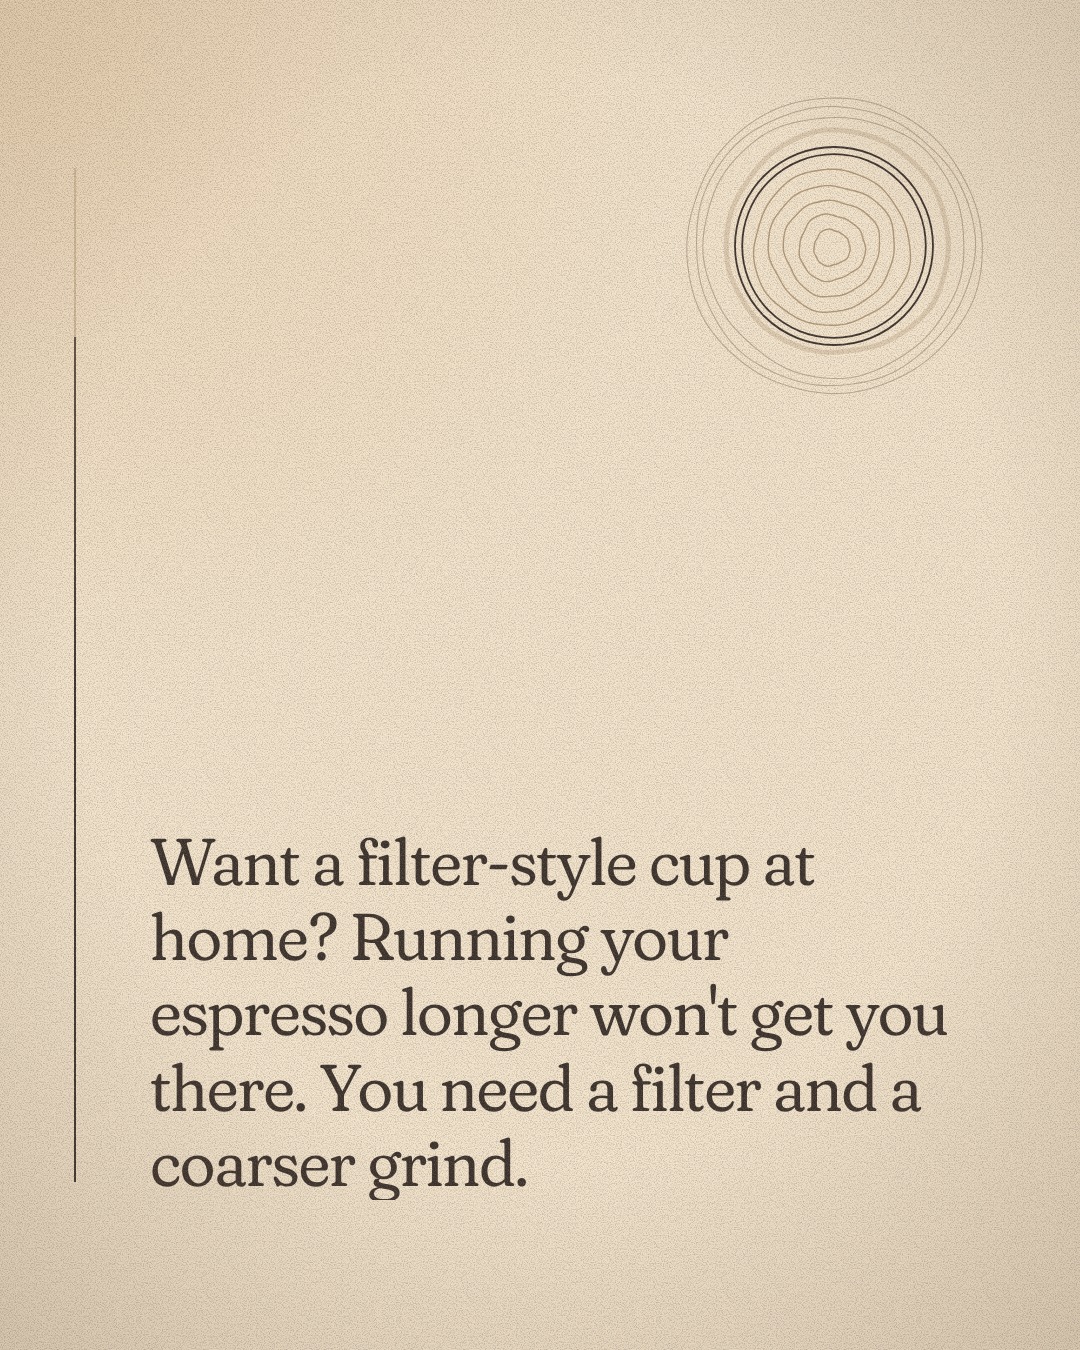 Want a filter-style cup at
home? Running your
espresso longer won't get you
there. You need a filter and a
coarser grind.